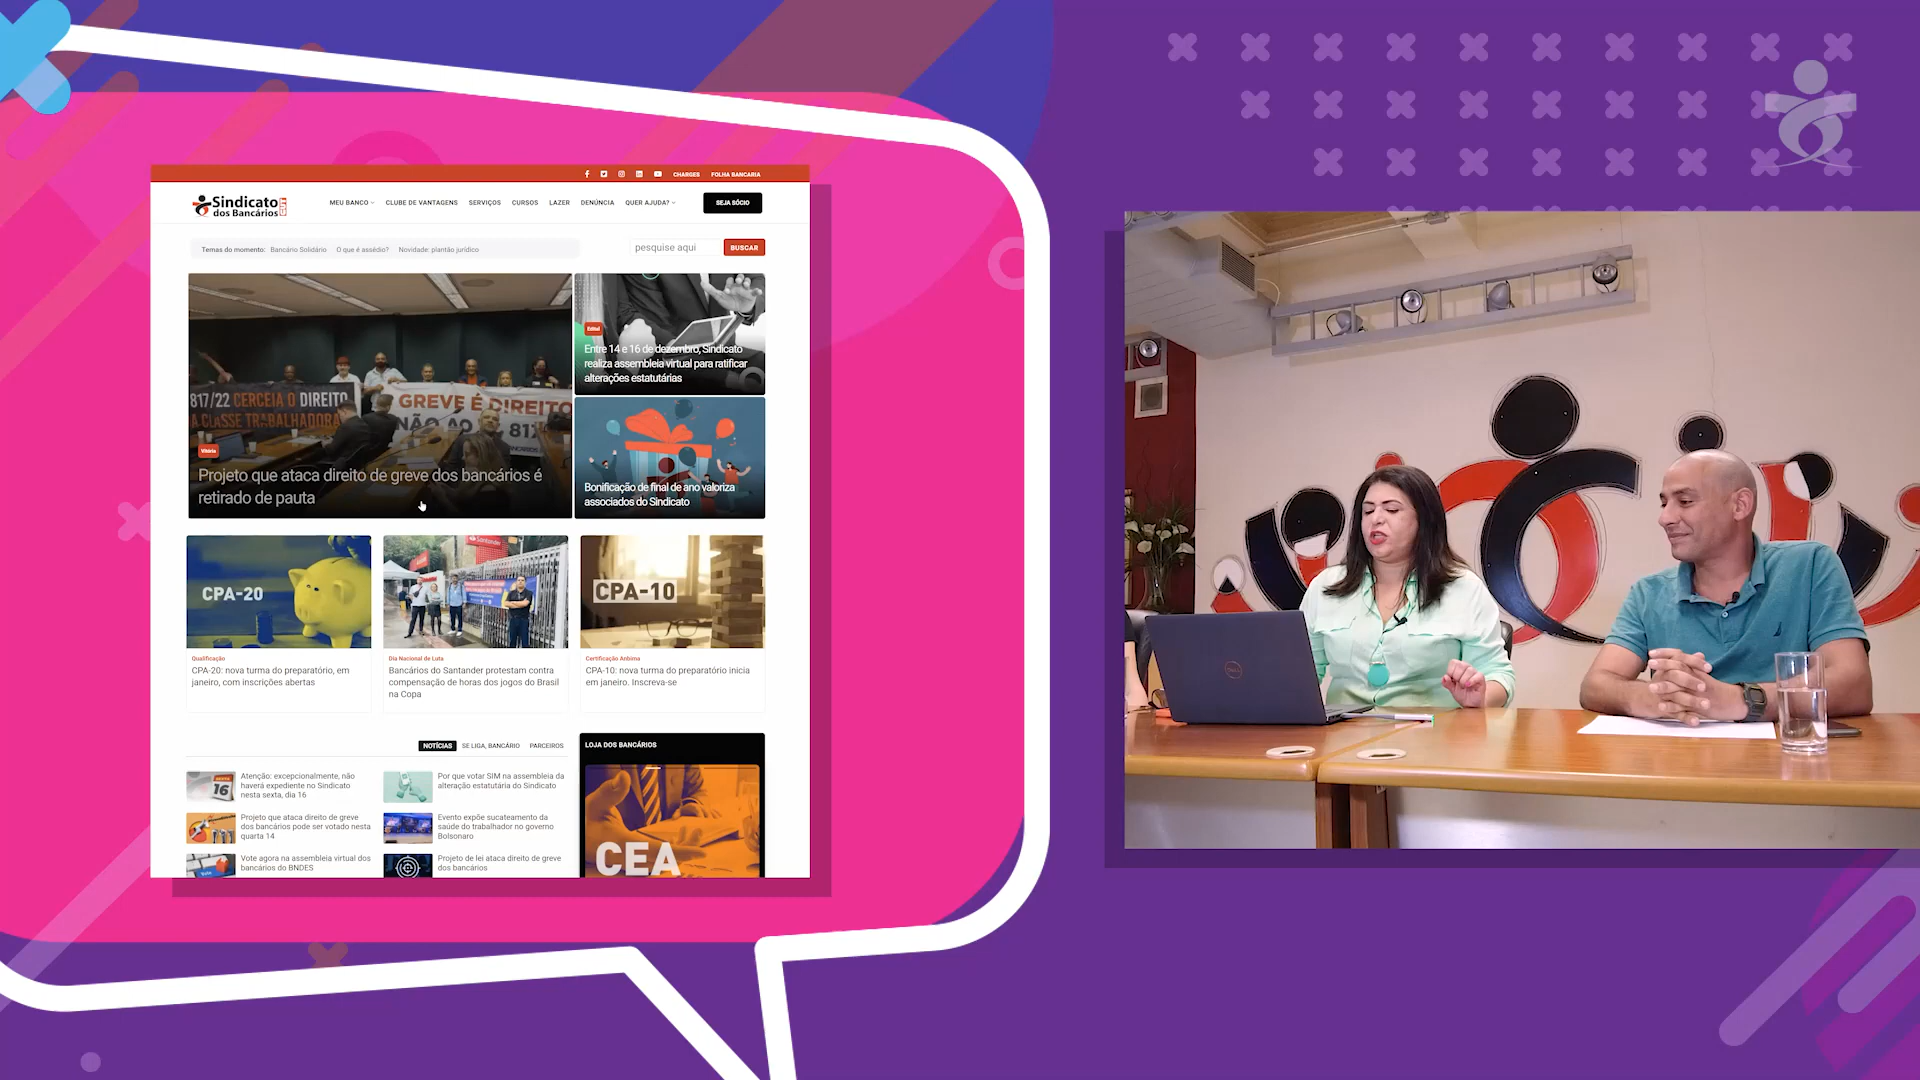 CHARGES FOLHA BANCARIA
Sindicato
dos Bancários CUT
MEU BANCO CLUBE DE VANTAGENS SERVIÇOS CURSOS LAZER DENÚNCIA QUER AJUDA? SEJA SÓCIO
Temas do momento: Bancário Solidário O que é assédio? Novidade: plantão jurídico
pesquise aqui BUSCAR
817/22 CERCEIA O DIREITO
A CLASSE TRABALHADORA
GREVE É DIREITO
NÃO AO 817
Vitória
Projeto que ataca direito de greve dos bancários é
retirado de pauta
Edital
Entre 14 e 16 de dezembro, Sindicato
realiza assembleia virtual para ratificar
alterações estatutárias
Bonificação de final de ano valoriza
associados do Sindicato
CPA-20
Qualificação
CPA-20: nova turma do preparatório, em
janeiro, com inscrições abertas
Santander
Dia Nacional de Luta
Bancários do Santander protestam contra
compensação de horas dos jogos do Brasil
na Copa
CPA-10
Certificação Anbima
CPA-10: nova turma do preparatório inicia
em janeiro. Inscreva-se
NOTÍCIAS SE LIGA, BANCÁRIO PARCEIROS
16
Atenção: excepcionalmente, não
haverá expediente no Sindicato
nesta sexta, dia 16
Por que votar SIM na assembleia da
alteração estatutária do Sindicato
Projeto que ataca direito de greve
dos bancários pode ser votado nesta
quarta 14
Evento expõe sucateamento da
saúde do trabalhador no governo
Bolsonaro
Vote agora na assembleia virtual dos
bancários do BNDES
Projeto de lei ataca direito de greve
dos bancários
LOJA DOS BANCÁRIOS
CEA
DELL